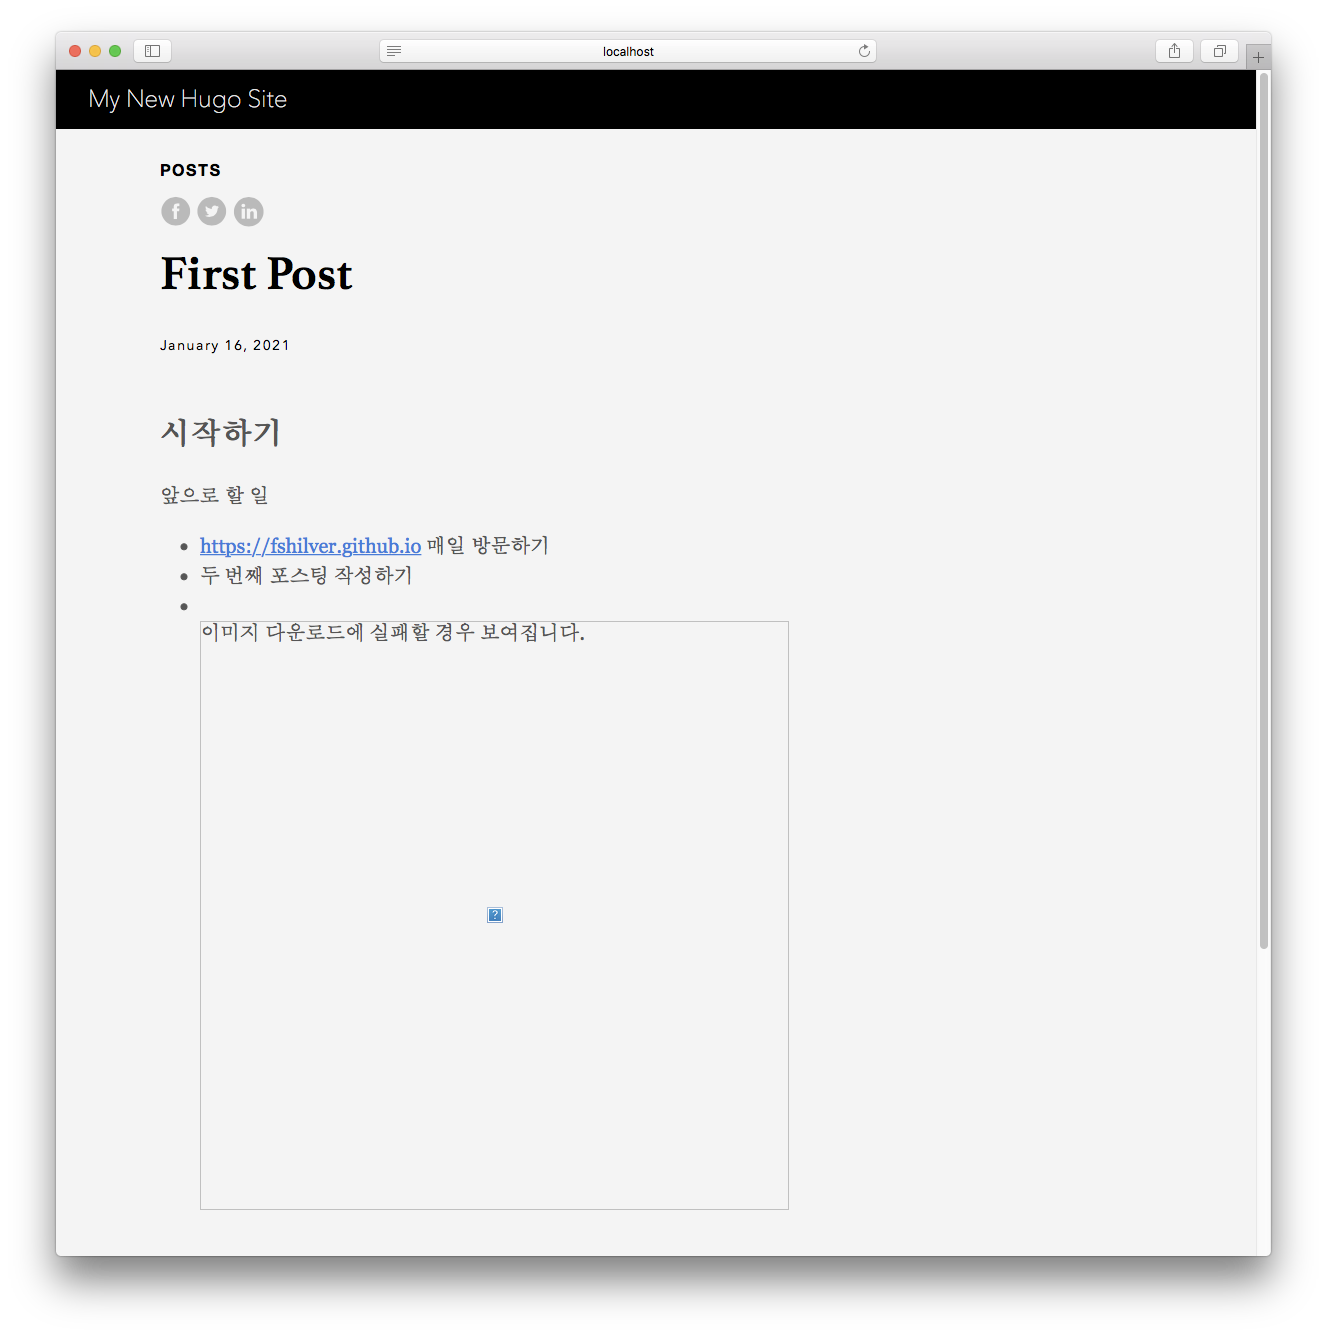 localhost
My New Hugo Site
POSTS
First Post
January 16, 2021
시작하기
앞으로 할 일
https://fshilver.github.io 매일 방문하기
두 번째 포스팅 작성하기
이미지 다운로드에 실패할 경우 보여집니다.